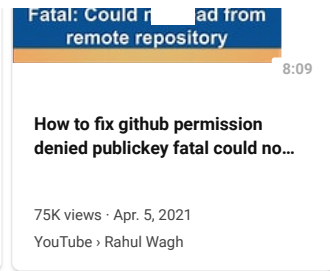 Fatal: Could ad from
remote repository
8:09
How to fix github permission
denied publickey fatal could no...
75K views · Apr. 5, 2021
YouTube › Rahul Wagh